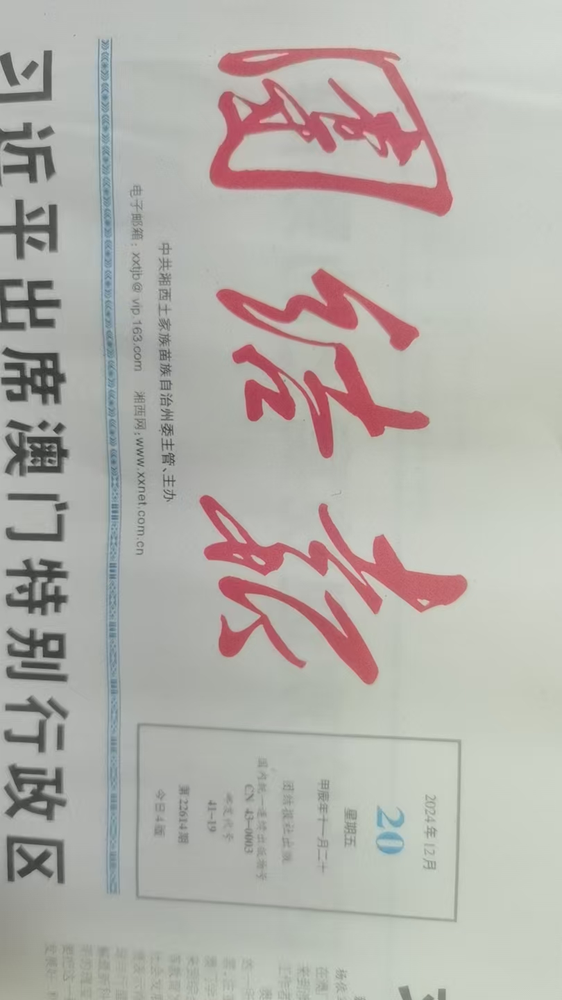 团结报
中共湘西土家族苗族自治州委主管、主办
电子邮箱：xxtjb@vip.163.com 湘西网：www.xxnet.com.cn
2024年12月
20
星期五
甲辰年十一月二十
团结报社出版
国内统一连续出版物号
CN 43-0003
邮发代号
41-19
第22614期
今日4版
习近平出席澳门特别行政区